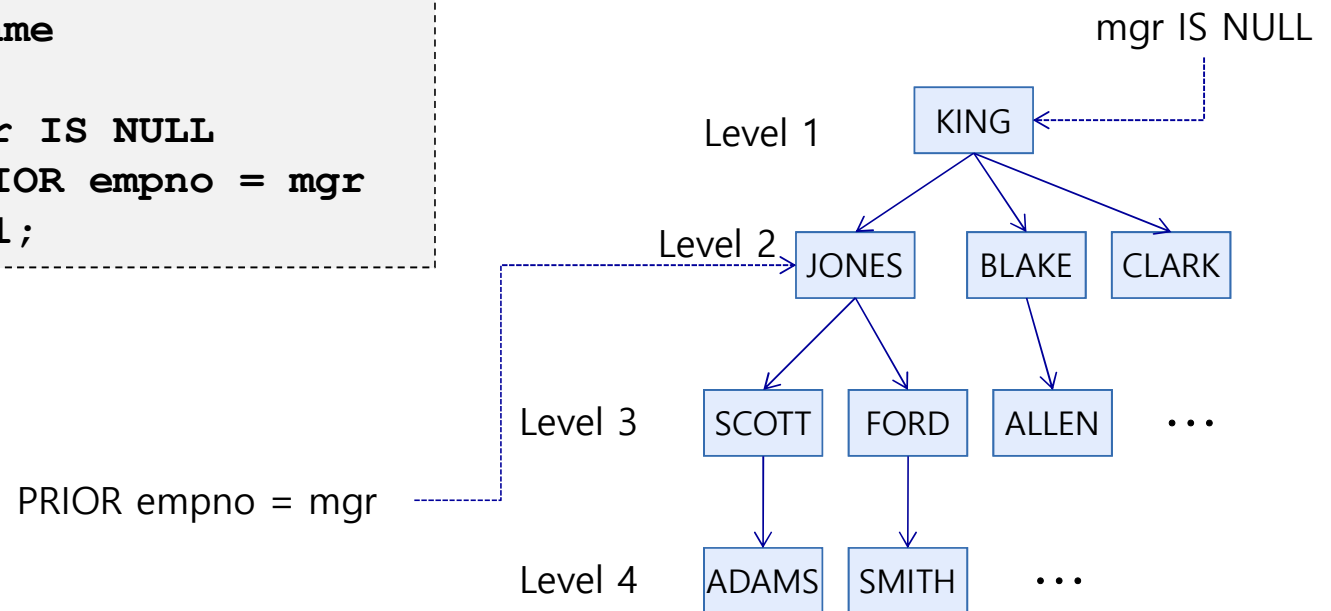 r IS NULL
IOR empno = mgr
mgr IS NULL
Level 1
KING
Level 2
JONES
BLAKE
CLARK
Level 3
SCOTT
FORD
ALLEN
...
PRIOR empno = mgr
Level 4
ADAMS
SMITH
...